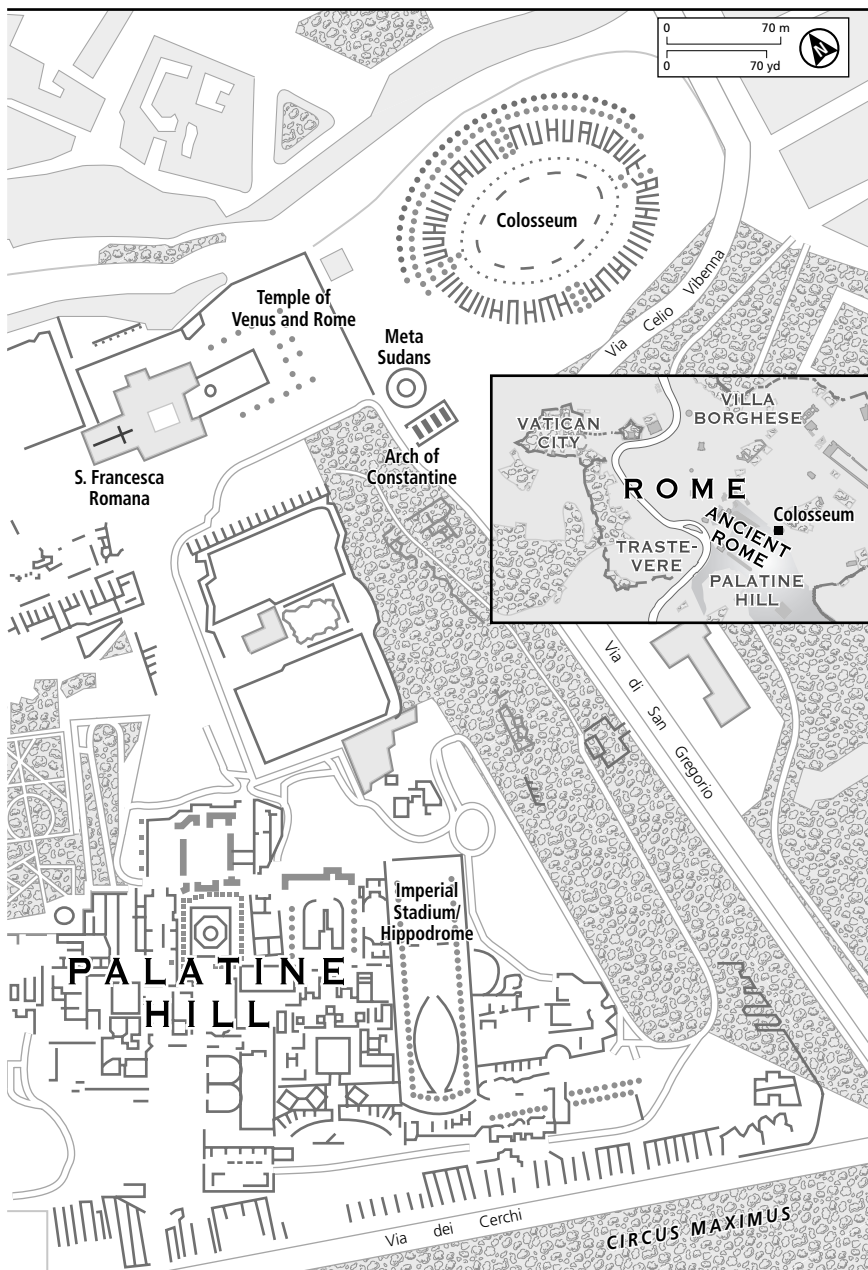 0 70 m
0 70 yd
N
Colosseum
Via Celio Vibenna
Temple of
Venus and Rome
Meta
Sudans
Arch of
Constantine
S. Francesca
Romana
VATICAN
CITY
VILLA
BORGHESE
ROME
Colosseum
ANCIENT
ROME
TRASTE-
VERE
PALATINE
HILL
Via di San Gregorio
Imperial
Stadium/
Hippodrome
PALATINE
HILL
Via dei Cerchi
CIRCUS MAXIMUS